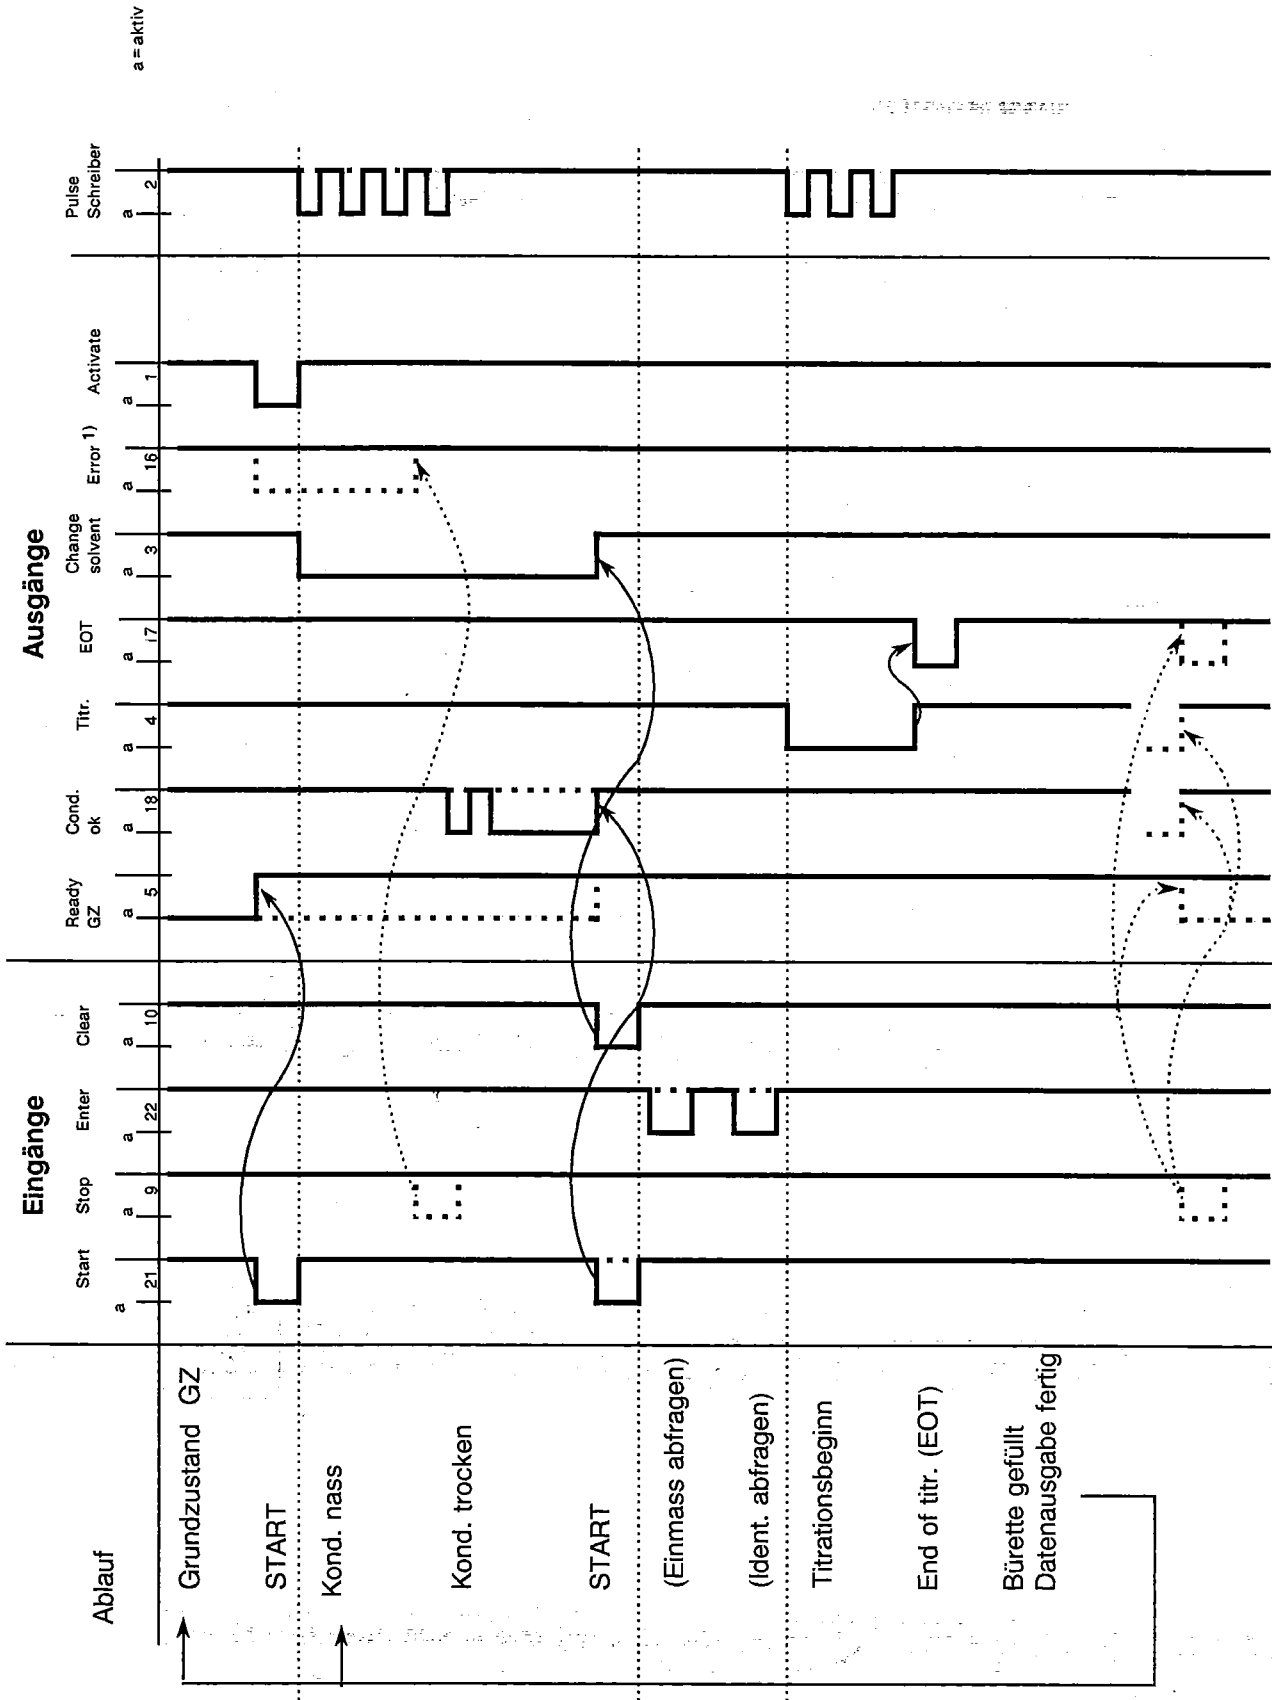 a = aktiv
Ausgänge
Pulse
Schreiber
a 2
Activate
a 1
Error 1)
a 16
Change
solvent
a 3
EOT
a 17
Titr.
a 4
Cond.
ok
a 18
Ready
GZ
a 5
Eingänge
Clear
a 10
Enter
a 22
Stop
a 9
Start
a 21
Ablauf
Grundzustand GZ
START
Kond. nass
Kond. trocken
START
(Einmass abfragen)
(Ident. abfragen)
Titrationsbeginn
End of titr. (EOT)
Bürette gefüllt
Datenausgabe fertig